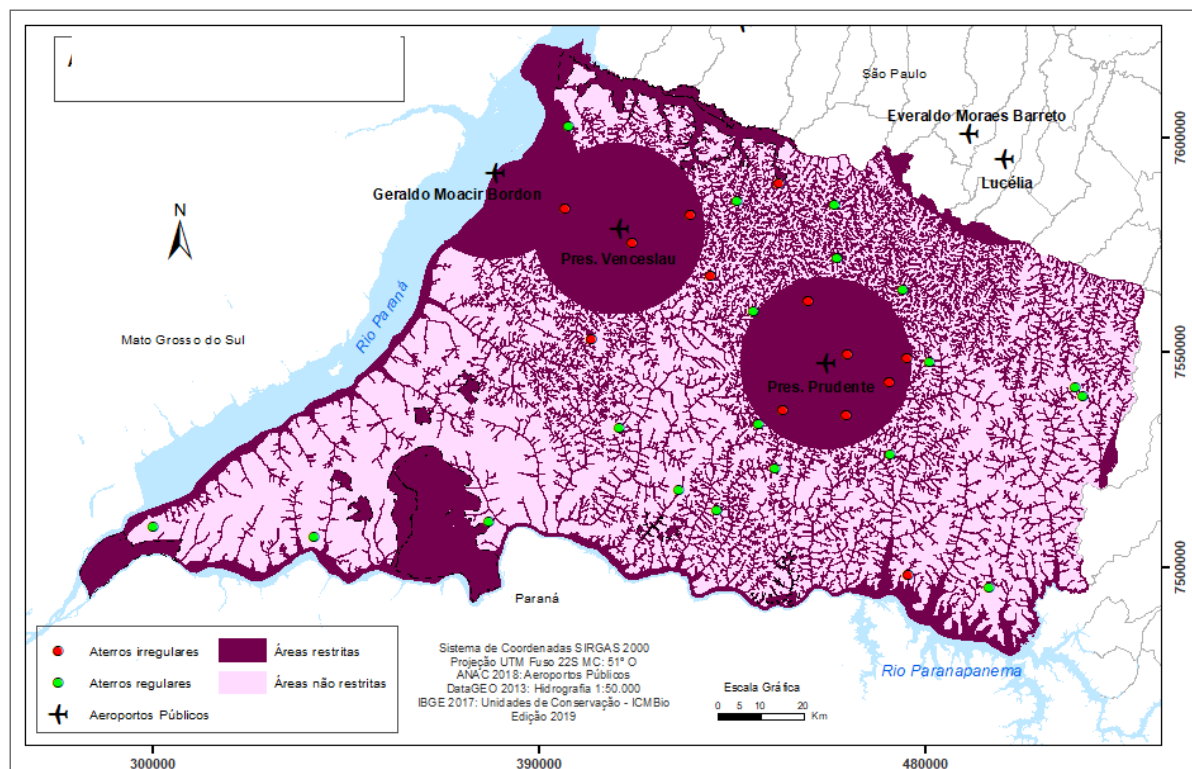 São Paulo
Everaldo Moraes Barreto
Lucélia
7600000
Geraldo Moacir Bordon
N
Pres. Venceslau
Rio Paraná
Mato Grosso do Sul
7550000
Pres. Prudente
7500000
Paraná
Rio Paranapanema
Aterros irregulares
Áreas restritas
Aterros regulares
Áreas não restritas
Aeroportos Públicos
Sistema de Coordenadas SIRGAS 2000
Projeção UTM Fuso 22S MC: 51° O
ANAC 2018: Aeroportos Públicos
DataGEO 2013: Hidrografia 1:50.000
IBGE 2017: Unidades de Conservação - ICMBio
Edição 2019
Escala Gráfica
0 5 10 20
Km
300000
390000
480000